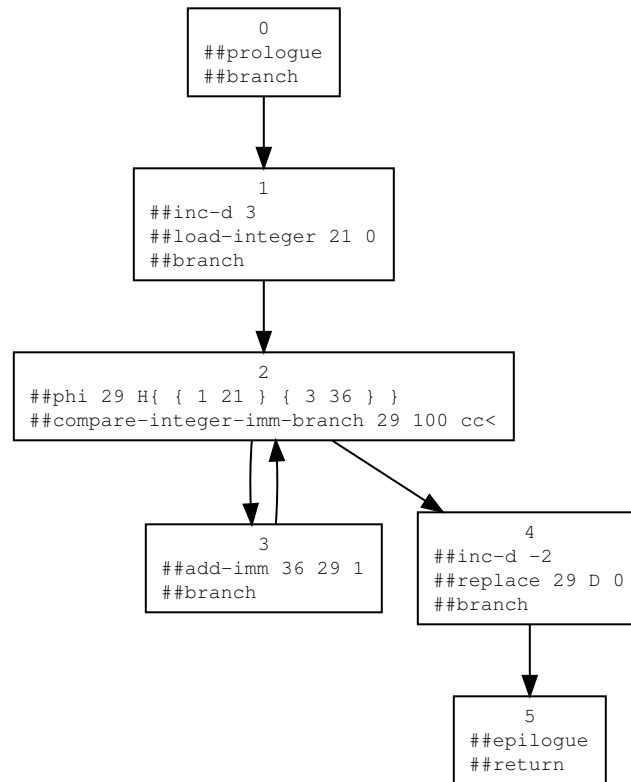 0
##prologue
##branch
1
##inc-d 3
##load-integer 21 0
##branch
2
##phi 29 H{ { 1 21 } { 3 36 } }
##compare-integer-imm-branch 29 100 cc<
3
##add-imm 36 29 1
##branch
4
##inc-d -2
##replace 29 D 0
##branch
5
##epilogue
##return